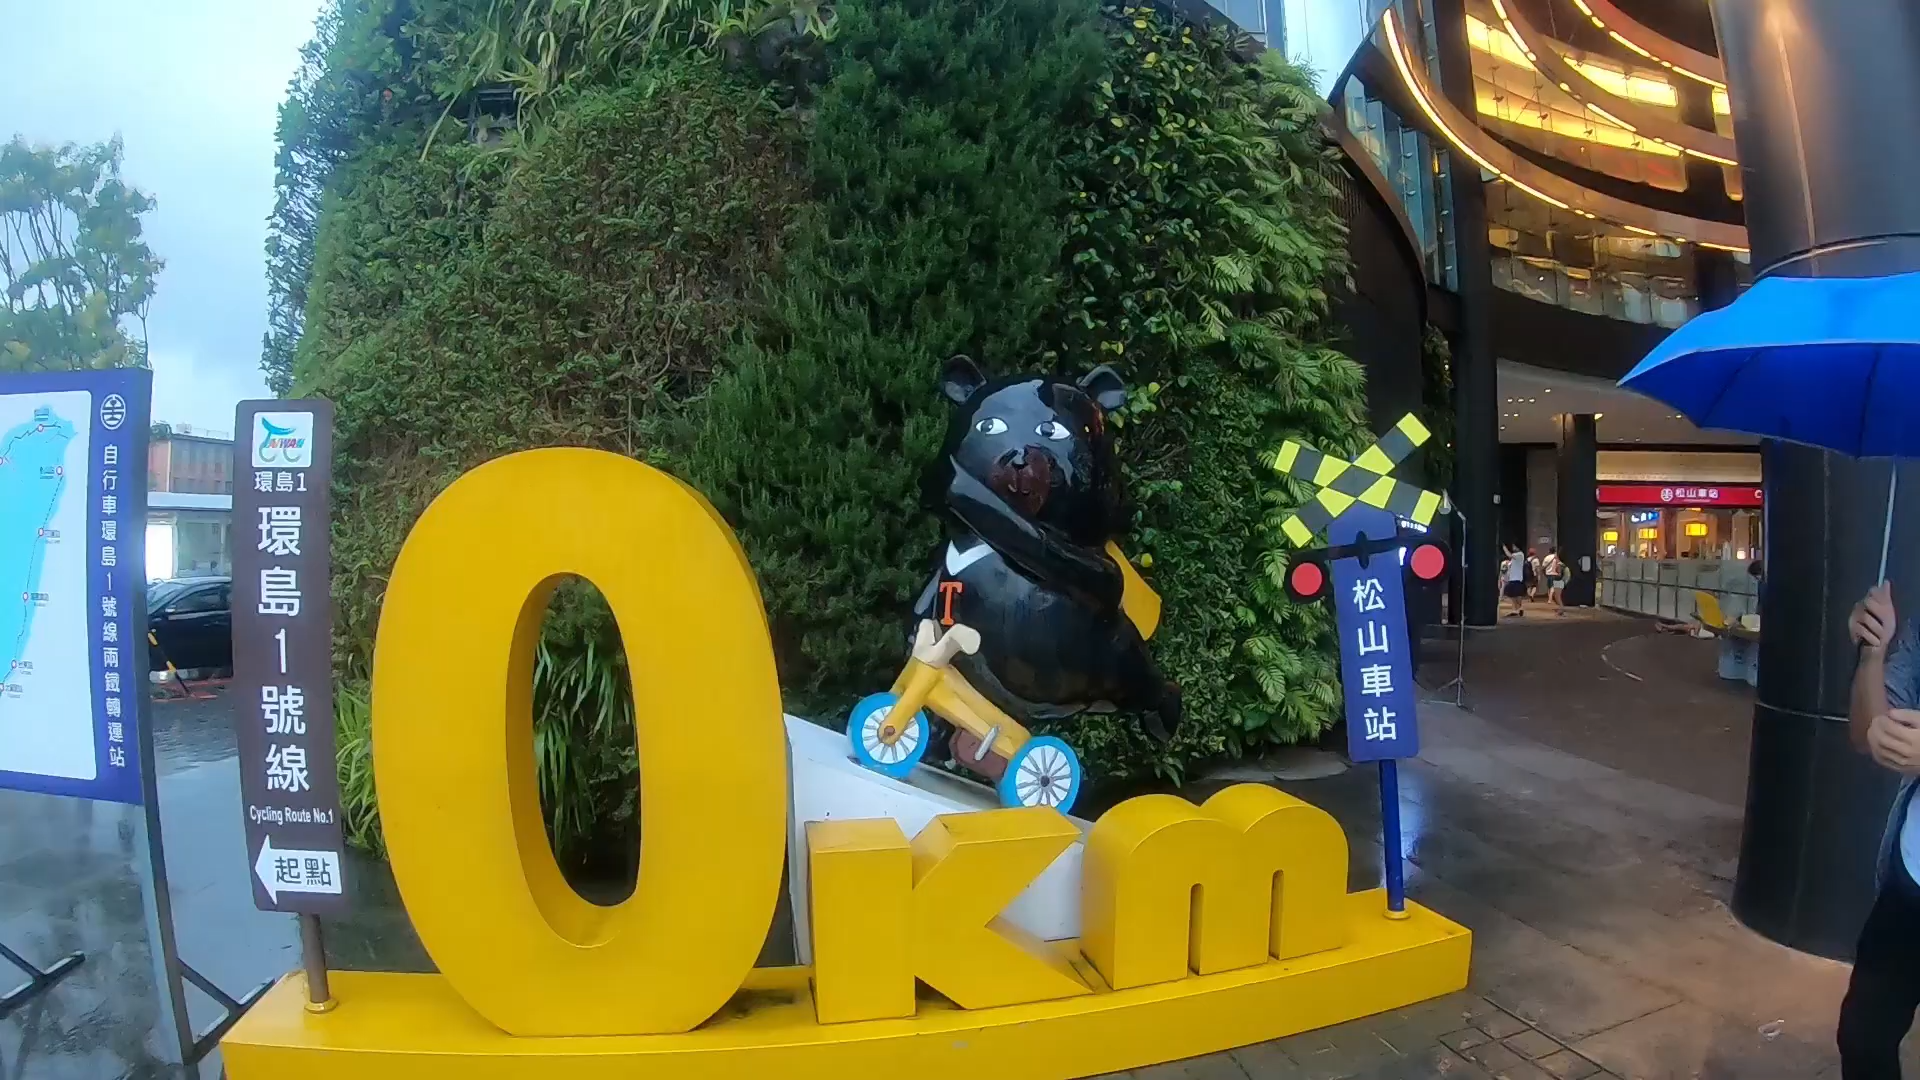 自行車環島1號線兩鐵轉運站
TAIWAN
環島1
環島1號線
Cycling Route No.1
起點
0km
T
松山車站
松山車站